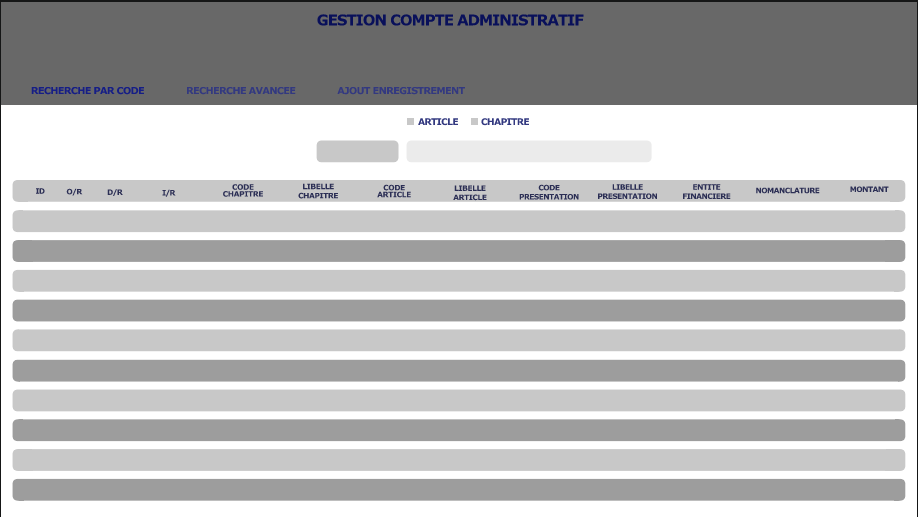 GESTION COMPTE ADMINISTRATIF
RECHERCHE PAR CODE
RECHERCHE AVANCEE
AJOUT ENREGISTREMENT
ARTICLE
CHAPITRE
ID
O/R
D/R
I/R
CODE
CHAPITRE
LIBELLE
CHAPITRE
CODE
ARTICLE
LIBELLE
ARTICLE
CODE
PRESENTATION
LIBELLE
PRESENTATION
ENTITE
FINANCIERE
NOMANCLATURE
MONTANT